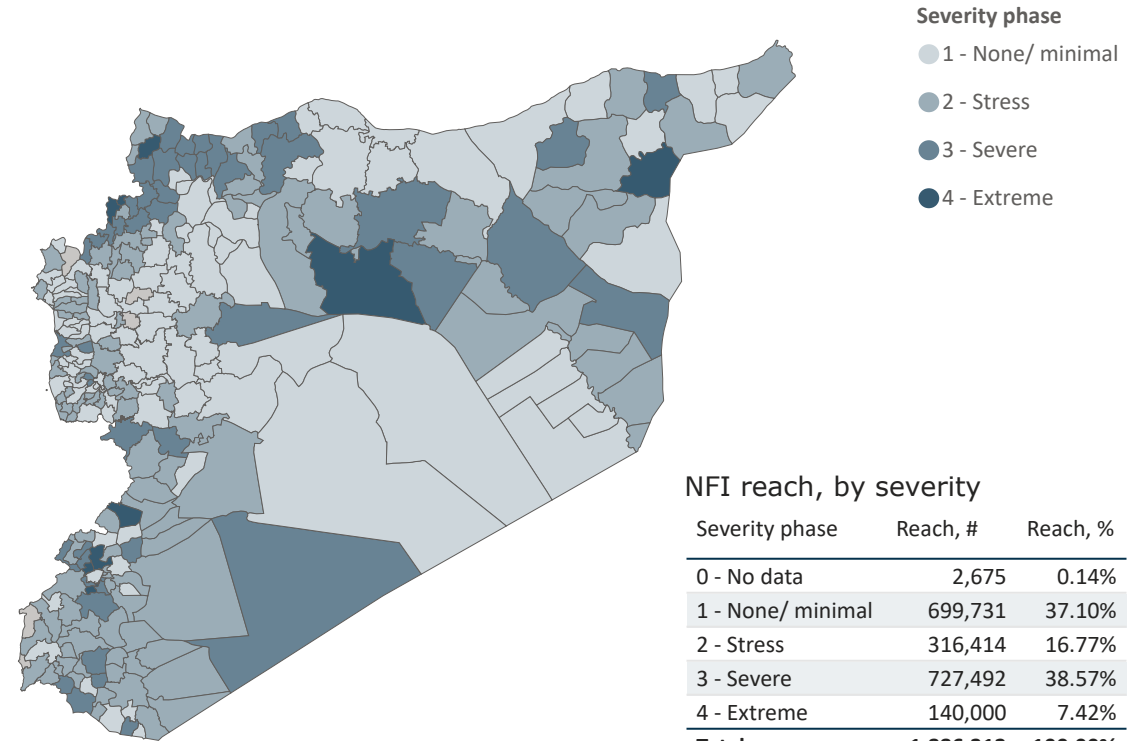 Severity phase
1 - None/ minimal
2 - Stress
3 - Severe
4 - Extreme
NFI reach, by severity
Severity phase Reach, # Reach, %
0 - No data 2,675 0.14%
1 - None/ minimal 699,731 37.10%
2 - Stress 316,414 16.77%
3 - Severe 727,492 38.57%
4 - Extreme 140,000 7.42%